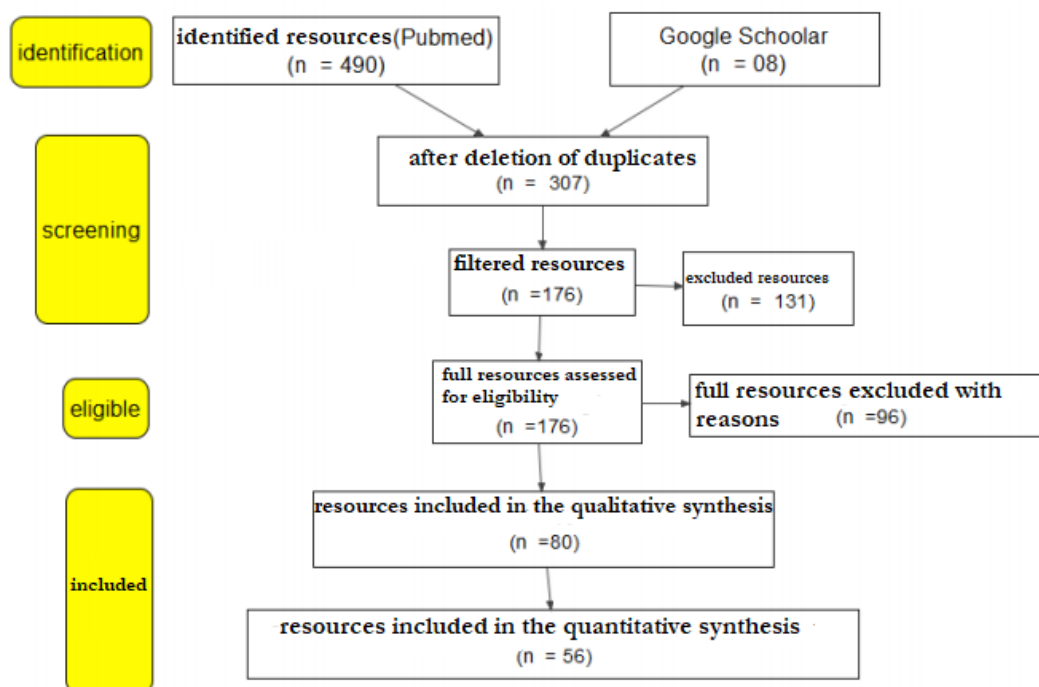 identification
identified resources(Pubmed)
(n = 490)
Google Schoolar
(n = 08)
screening
after deletion of duplicates
(n = 307)
filtered resources
(n =176)
excluded resources
(n = 131)
eligible
full resources assessed
for eligibility
(n =176)
full resources excluded with
reasons (n =96)
included
resources included in the qualitative synthesis
(n =80)
resources included in the quantitative synthesis
(n = 56)